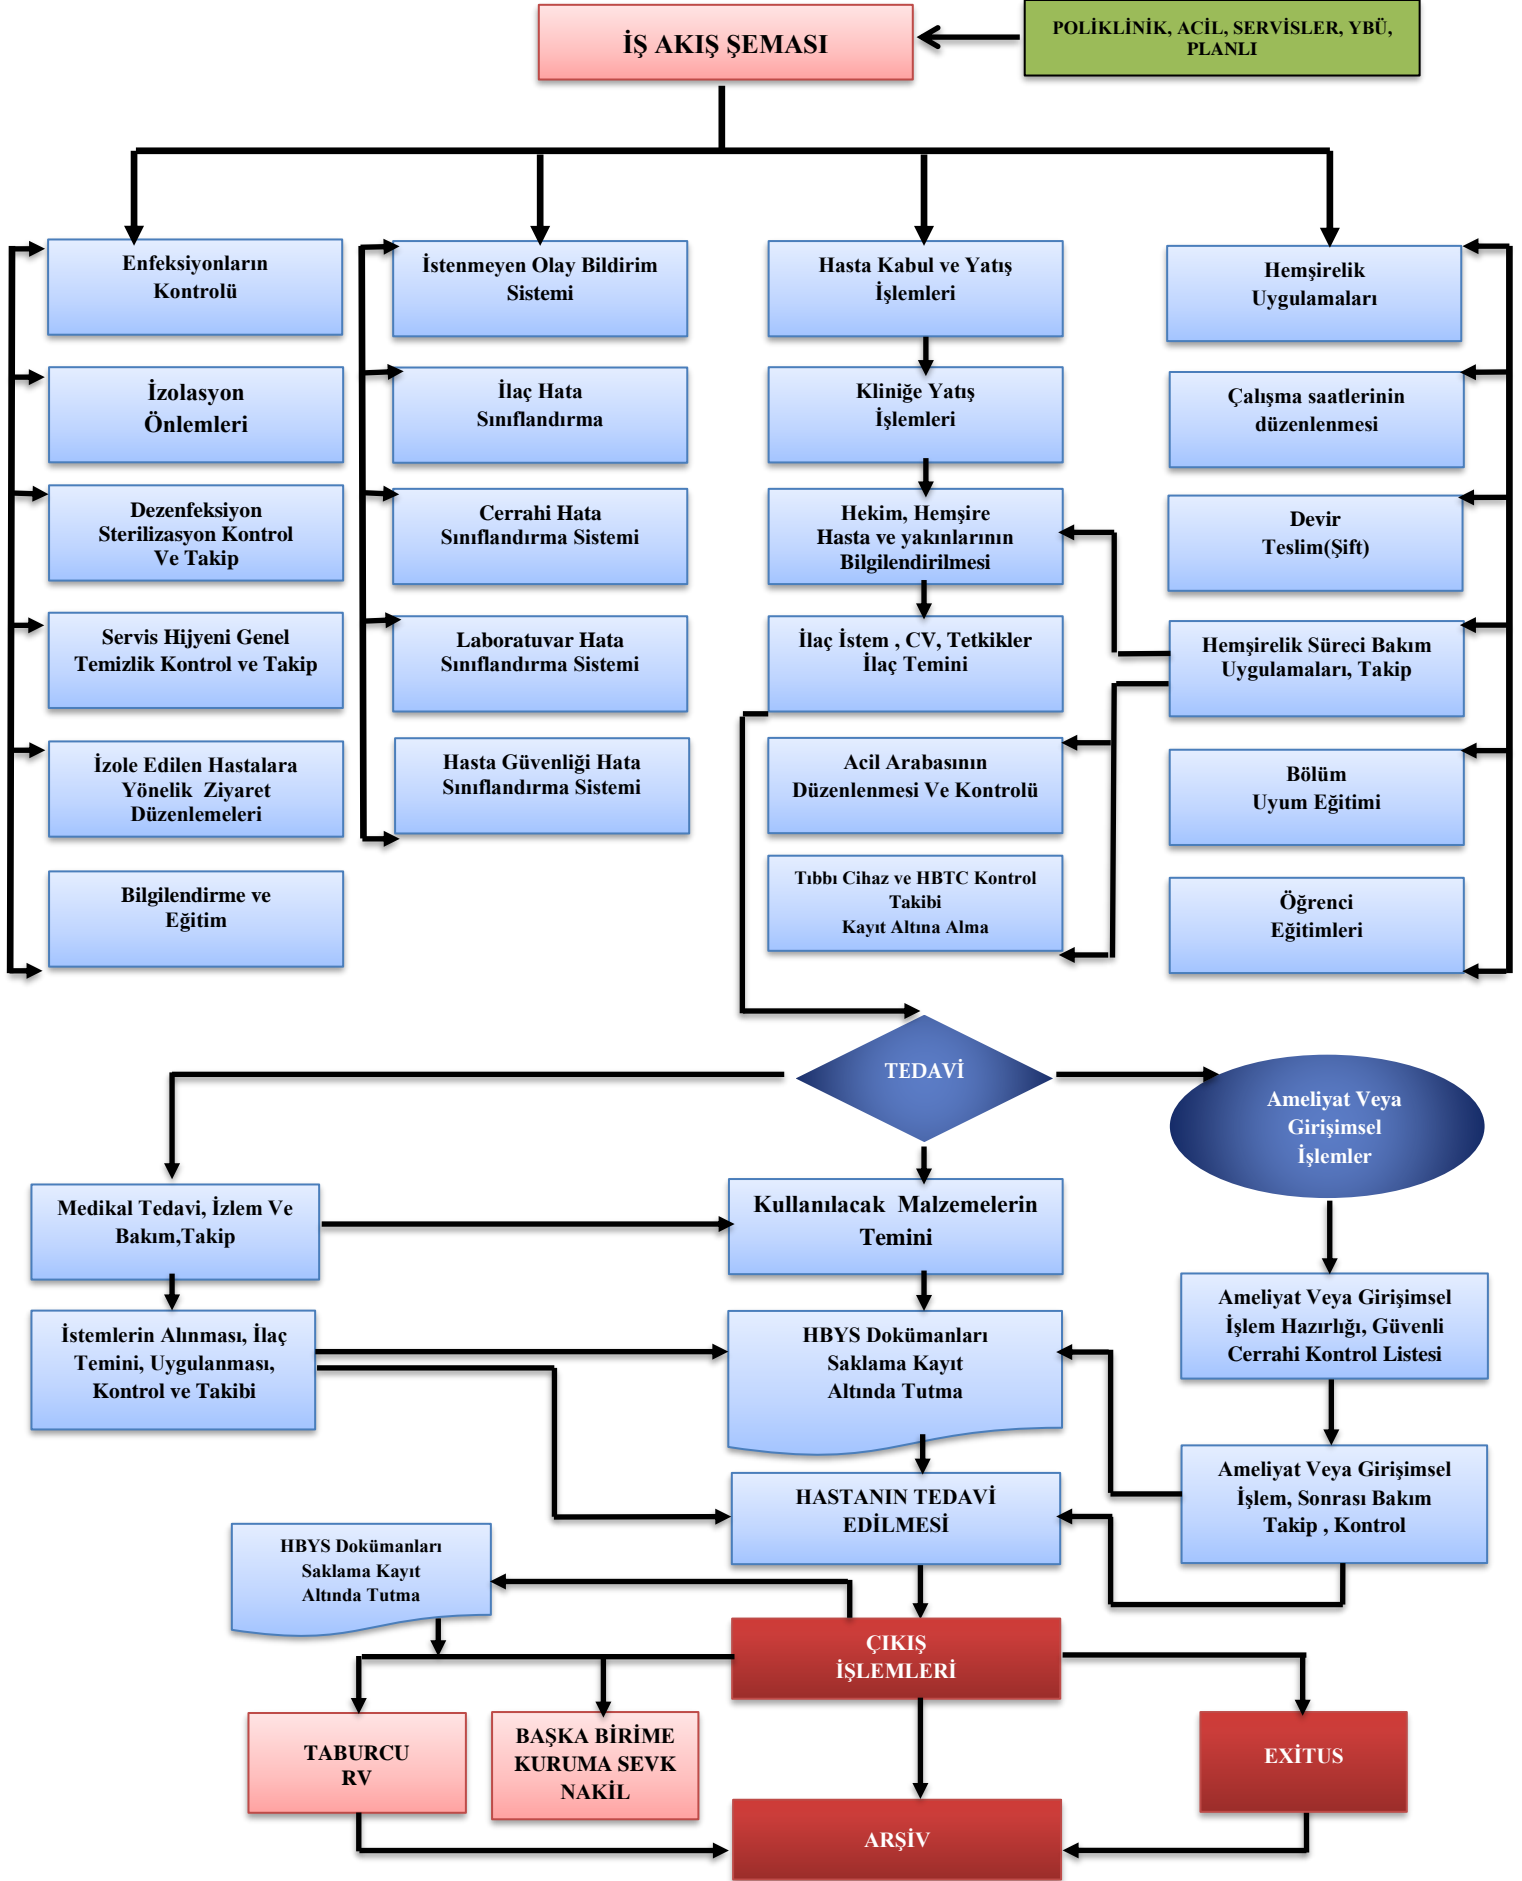 İŞ AKIŞ ŞEMASI
POLİKLİNİK, ACİL, SERVİSLER, YBÜ,
PLANLI
Enfeksiyonların
Kontrolü
İzolasyon
Önlemleri
Dezenfeksiyon
Sterilizasyon Kontrol
Ve Takip
Servis Hijyeni Genel
Temizlik Kontrol ve Takip
İzole Edilen Hastalara
Yönelik Ziyaret
Düzenlemeleri
Bilgilendirme ve
Eğitim
İstenmeyen Olay Bildirim
Sistemi
İlaç Hata
Sınıflandırma
Cerrahi Hata
Sınıflandırma Sistemi
Laboratuvar Hata
Sınıflandırma Sistemi
Hasta Güvenliği Hata
Sınıflandırma Sistemi
Hasta Kabul ve Yatış
İşlemleri
Kliniğe Yatış
İşlemleri
Hekim, Hemşire
Hasta ve yakınlarının
Bilgilendirilmesi
İlaç İstem , CV, Tetkikler
İlaç Temini
Acil Arabasının
Düzenlenmesi Ve Kontrolü
Tıbbı Cihaz ve HBTC Kontrol
Takibi
Kayıt Altına Alma
Hemşirelik
Uygulamaları
Çalışma saatlerinin
düzenlenmesi
Devir
Teslim(Şift)
Hemşirelik Süreci Bakım
Uygulamaları, Takip
Bölüm
Uyum Eğitimi
Öğrenci
Eğitimleri
TEDAVİ
Ameliyat Veya
Girişimsel
İşlemler
Medikal Tedavi, İzlem Ve
Bakım,Takip
Kullanılacak Malzemelerin
Temini
Ameliyat Veya Girişimsel
İşlem Hazırlığı, Güvenli
Cerrahi Kontrol Listesi
İstemlerin Alınması, İlaç
Temini, Uygulanması,
Kontrol ve Takibi
HBYS Dokümanları
Saklama Kayıt
Altında Tutma
Ameliyat Veya Girişimsel
İşlem, Sonrası Bakım
Takip , Kontrol
HASTANIN TEDAVİ
EDİLMESİ
HBYS Dokümanları
Saklama Kayıt
Altında Tutma
ÇIKIŞ
İŞLEMLERİ
TABURCU
RV
BAŞKA BİRİME
KURUMA SEVK
NAKİL
EXİTUS
ARŞİV